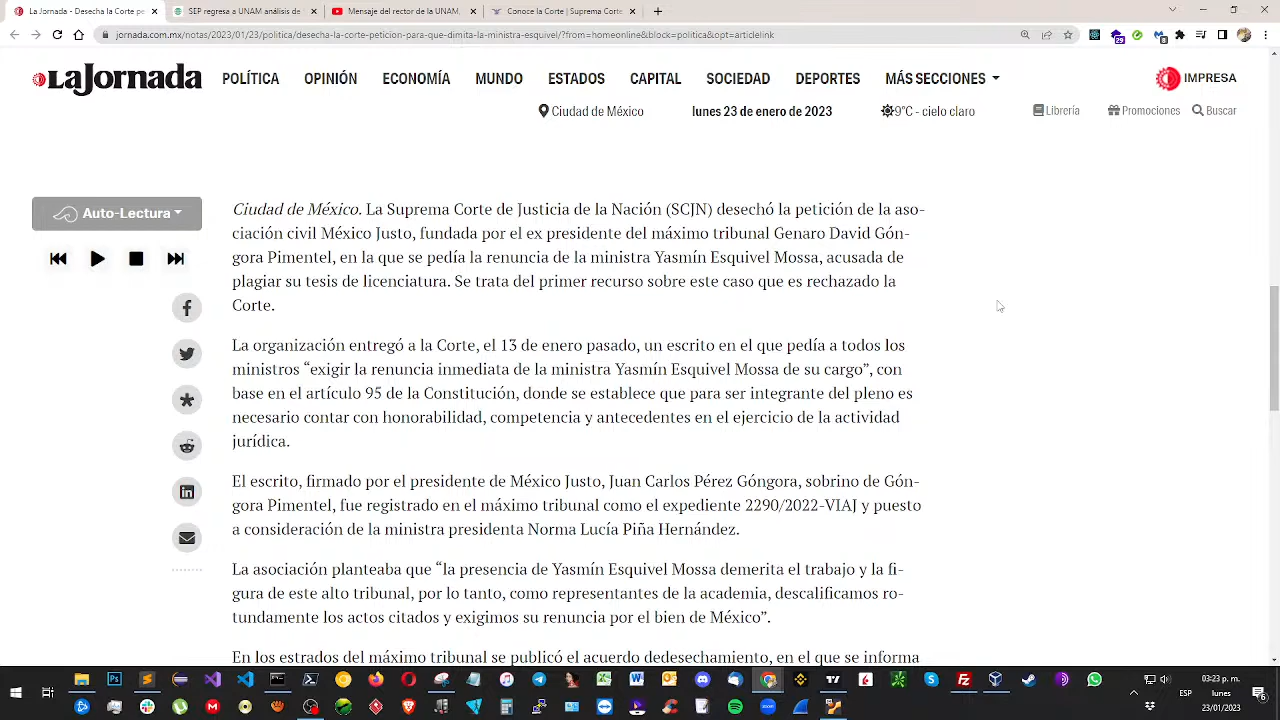 La Jornada - Desecha la Corte pe
SEP regresa a UNAM análisis de
Mensaje del rector de la UNAM,
Conoce la Corte | Suprema Corte
jornada.com.mx/notas/2023/01/23/politica/desecha-la-corte-peticion-para-que-dimita-la-ministra-esquivel/?from=homeonline&block=politica&opt=articlelink
LaJornada
POLÍTICA OPINIÓN ECONOMÍA MUNDO ESTADOS CAPITAL SOCIEDAD DEPORTES MÁS SECCIONES
IMPRESA
Ciudad de México lunes 23 de enero de 2023 9°C - cielo claro Librería Promociones Buscar
Auto-Lectura
Ciudad de México. La Suprema Corte de Justicia de la Nación (SCJN) desechó la petición de la aso-
ciación civil México Justo, fundada por el ex presidente del máximo tribunal Genaro David Gón-
gora Pimentel, en la que se pedía la renuncia de la ministra Yasmín Esquivel Mossa, acusada de
plagiar su tesis de licenciatura. Se trata del primer recurso sobre este caso que es rechazado la
Corte.
La organización entregó a la Corte, el 13 de enero pasado, un escrito en el que pedía a todos los
ministros “exigir la renuncia inmediata de la ministra Yasmín Esquivel Mossa de su cargo”, con
base en el artículo 95 de la Constitución, donde se establece que para ser integrante del pleno es
necesario contar con honorabilidad, competencia y antecedentes en el ejercicio de la actividad
jurídica.
El escrito, firmado por el presidente de México Justo, Juan Carlos Pérez Góngora, sobrino de Gón-
gora Pimentel, fue registrado en el máximo tribunal como el expediente 2290/2022-VIAJ y puesto
a consideración de la ministra presidenta Norma Lucía Piña Hernández.
La asociación planteaba que “la presencia de Yasmín Esquivel Mossa demerita el trabajo y la fi-
gura de este alto tribunal, por lo tanto, como representantes de la academia, descalificamos ro-
tundamente los actos citados y exigimos su renuncia por el bien de México”.
En los estrados del máximo tribunal se publicó el acuerdo dedesechamiento, en el que se informa
ESP
lunes
23/01/2023
03:23 p. m.